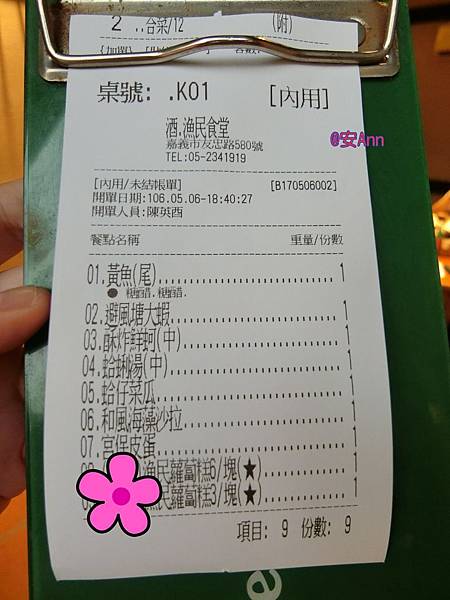 2 ..合菜/12 (附)
桌號: .K01 [內用]
@安Ann
酒.漁民食堂
嘉義市友忠路580號
TEL:05-2341919
[內用/未結帳單] [B170506002]
開單日期:106.05.06-18:40:27
開單人員:陳英酉
餐點名稱 重量/份數
01.黃魚(尾) 1
● 糖醋. 糖醋.
02.避風塘大蝦 1
03.酥炸鮮蚵(中) 1
04.蛤蜊湯(中) 1
05.蛤仔菜瓜 1
06.和風海藻沙拉 1
07.宮保皮蛋 1
漁民蘿蔔糕6/塊(★) 1
漁民蘿蔔糕3/塊(★) 1
項目: 9 份數: 9
e